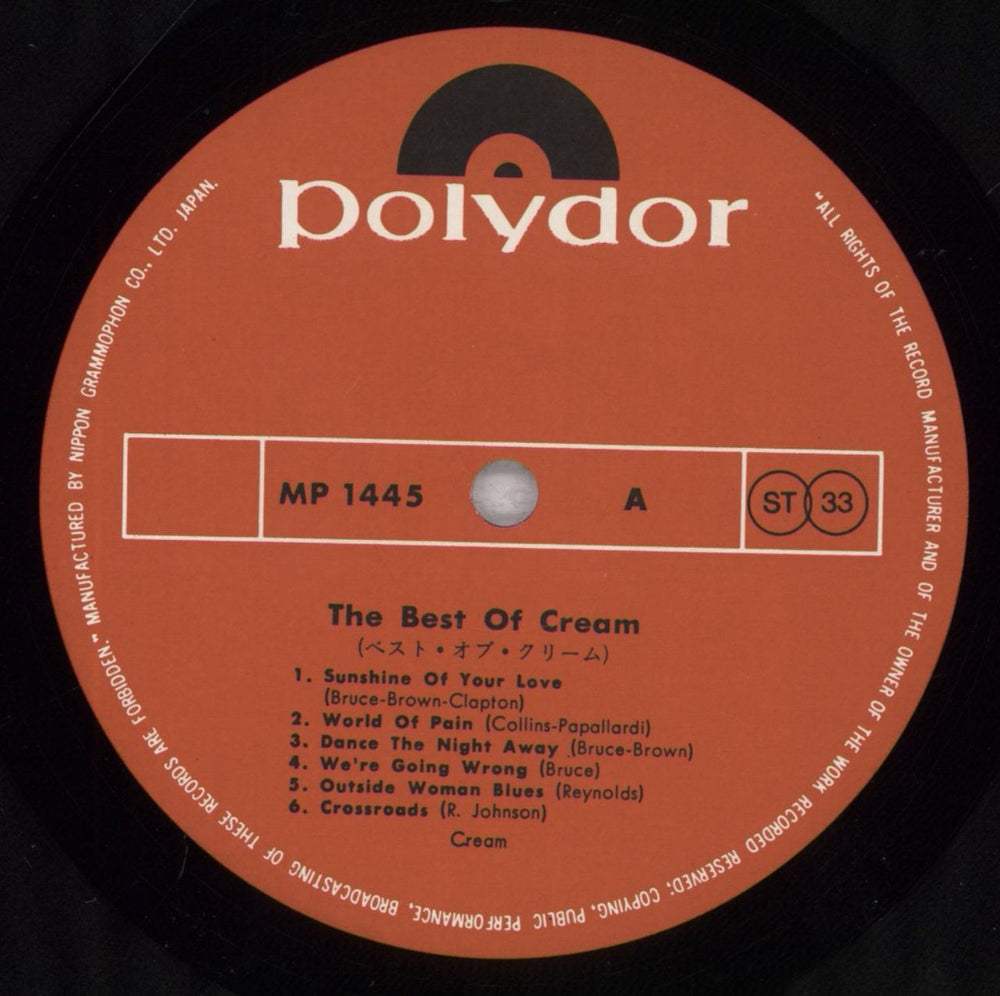 polydor
MP 1445
A
ST 33
The Best Of Cream
(ベスト・オブ・クリーム)
1. Sunshine Of Your Love
(Bruce-Brown-Clapton)
2. World Of Pain (Collins-Papallardi)
3. Dance The Night Away (Bruce-Brown)
4. We're Going Wrong (Bruce)
5. Outside Woman Blues (Reynolds)
6. Crossroads (R. Johnson)
Cream
"ALL RIGHTS OF THE RECORD MANUFACTURER AND OF THE OWNER OF THE WORK RECORDED RESERVED; COPYING, PUBLIC PERFORMANCE, BROADCASTING OF THESE RECORDS ARE FORBIDDEN." MANUFACTURED BY NIPPON GRAMMOPHON CO., LTD. JAPAN.